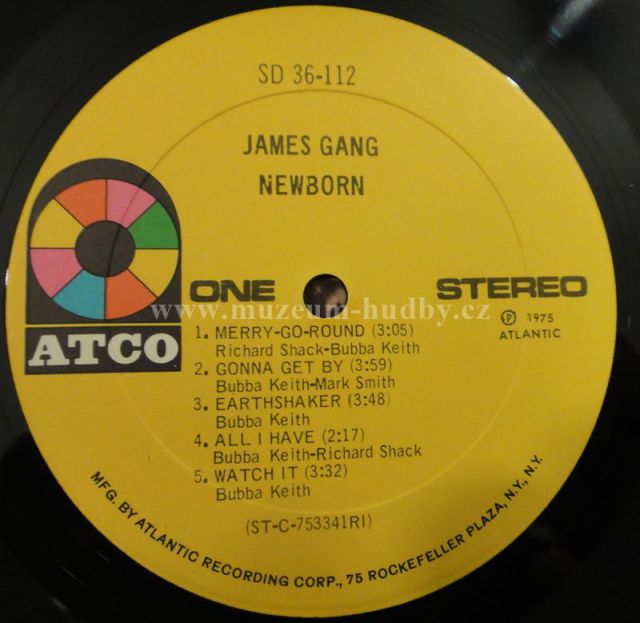 SD 36-112
JAMES GANG
NEWBORN
ATCO
ONE
STEREO
www.muzeum-hudby.cz
℗ 1975
ATLANTIC
1. MERRY-GO-ROUND (3:05)
Richard Shack-Bubba Keith
2. GONNA GET BY (3:59)
Bubba Keith-Mark Smith
3. EARTHSHAKER (3:48)
Bubba Keith
4. ALL I HAVE (2:17)
Bubba Keith-Richard Shack
5. WATCH IT (3:32)
Bubba Keith
(ST-C-753341RI)
MFG. BY ATLANTIC RECORDING CORP., 75 ROCKEFELLER PLAZA, N.Y., N.Y.